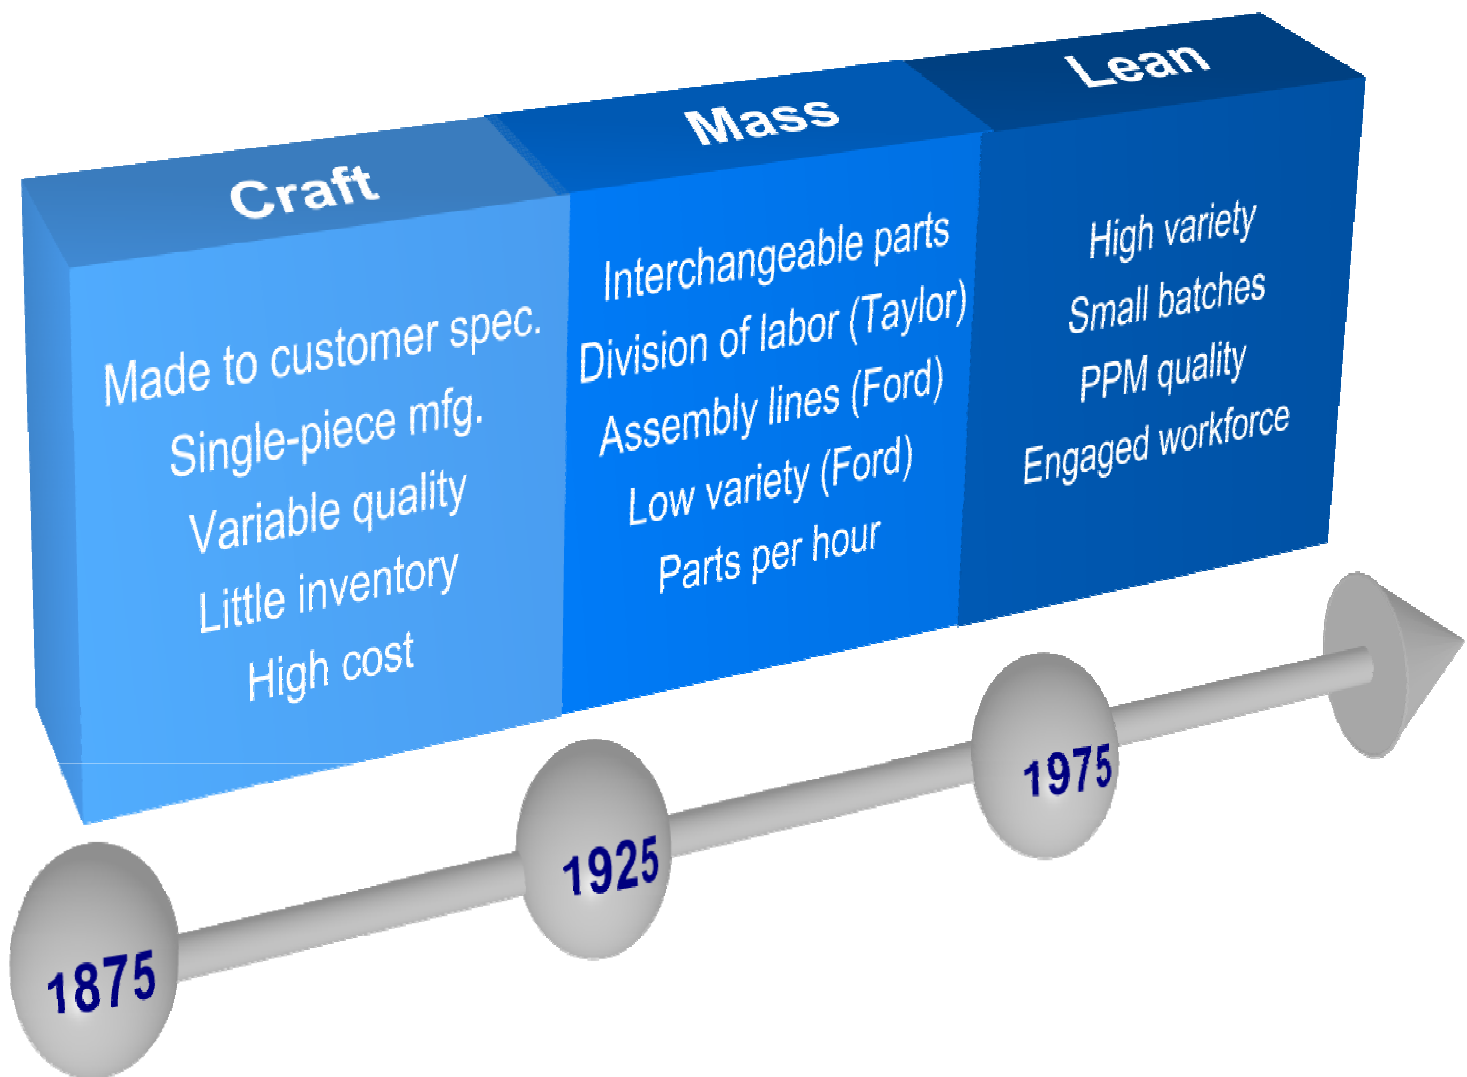 Craft
Made to customer spec.
Single-piece mfg.
Variable quality
Little inventory
High cost
Mass
Interchangeable parts
Division of labor (Taylor)
Assembly lines (Ford)
Low variety (Ford)
Parts per hour
Lean
High variety
Small batches
PPM quality
Engaged workforce
1875
1925
1975